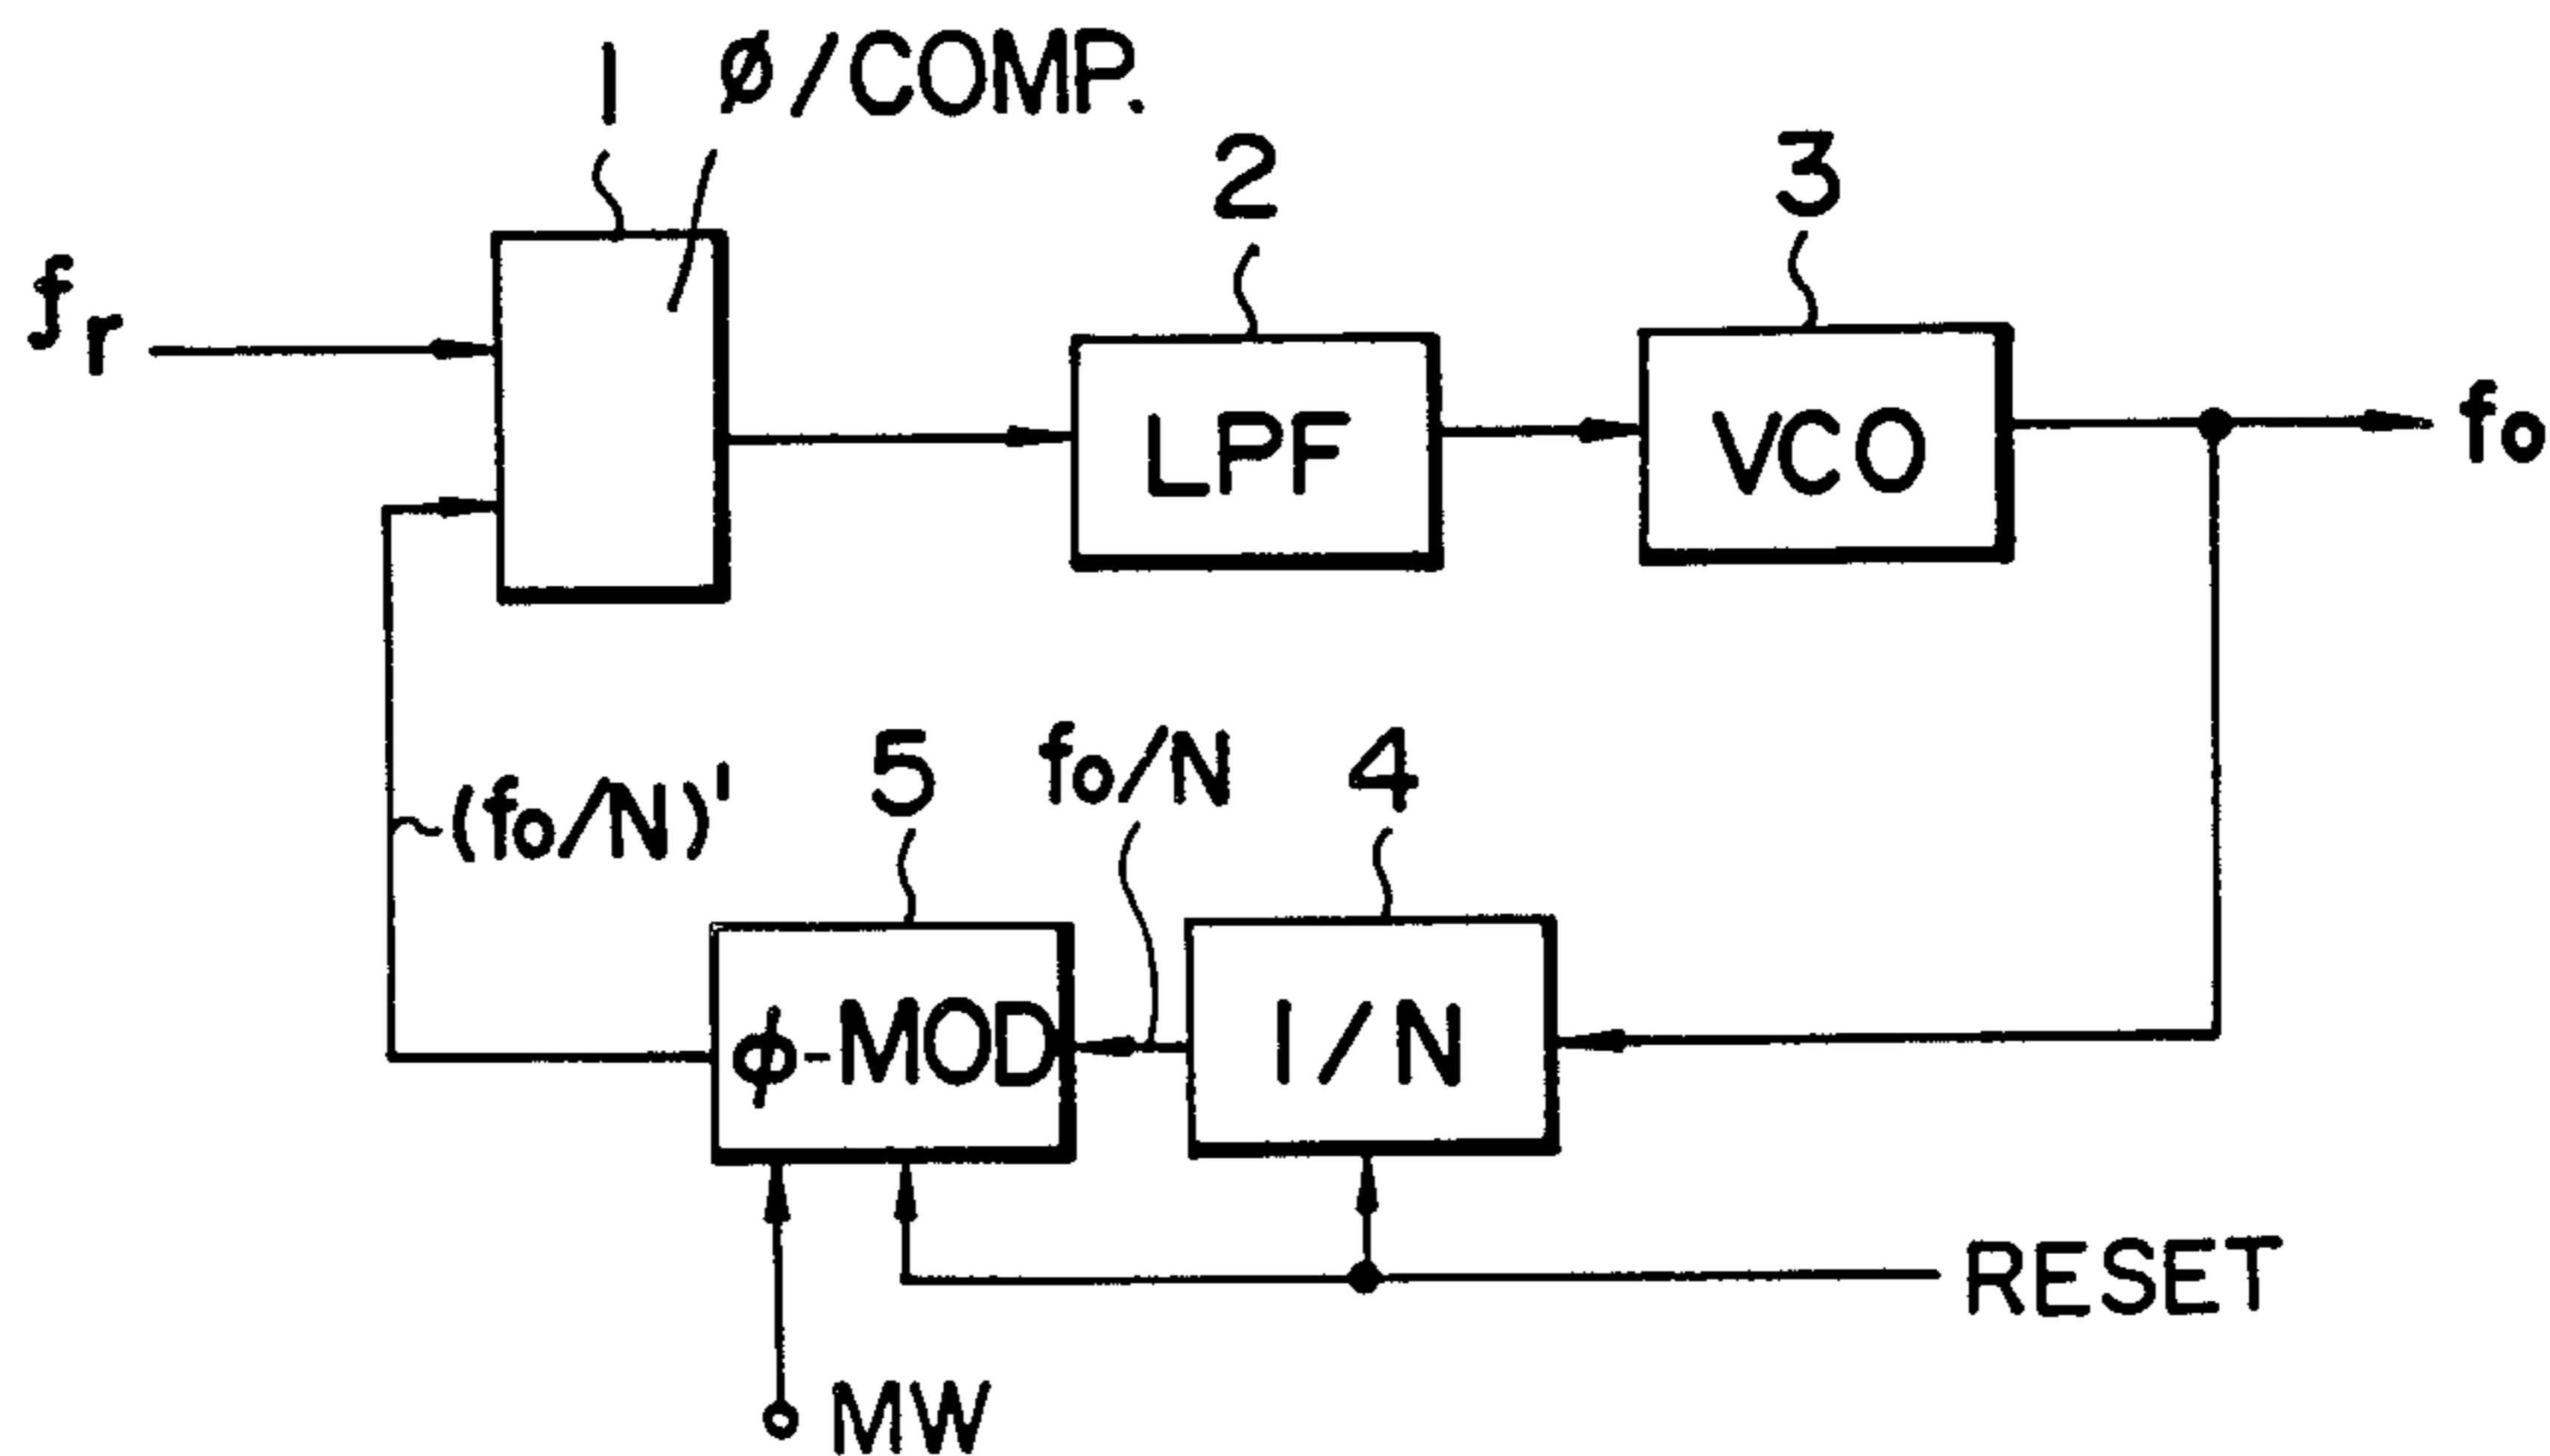 1
ø/COMP.
2
3
fr
LPF
VCO
fo
5
fo/N
4
(fo/N)'
ϕ-MOD
1/N
RESET
MW